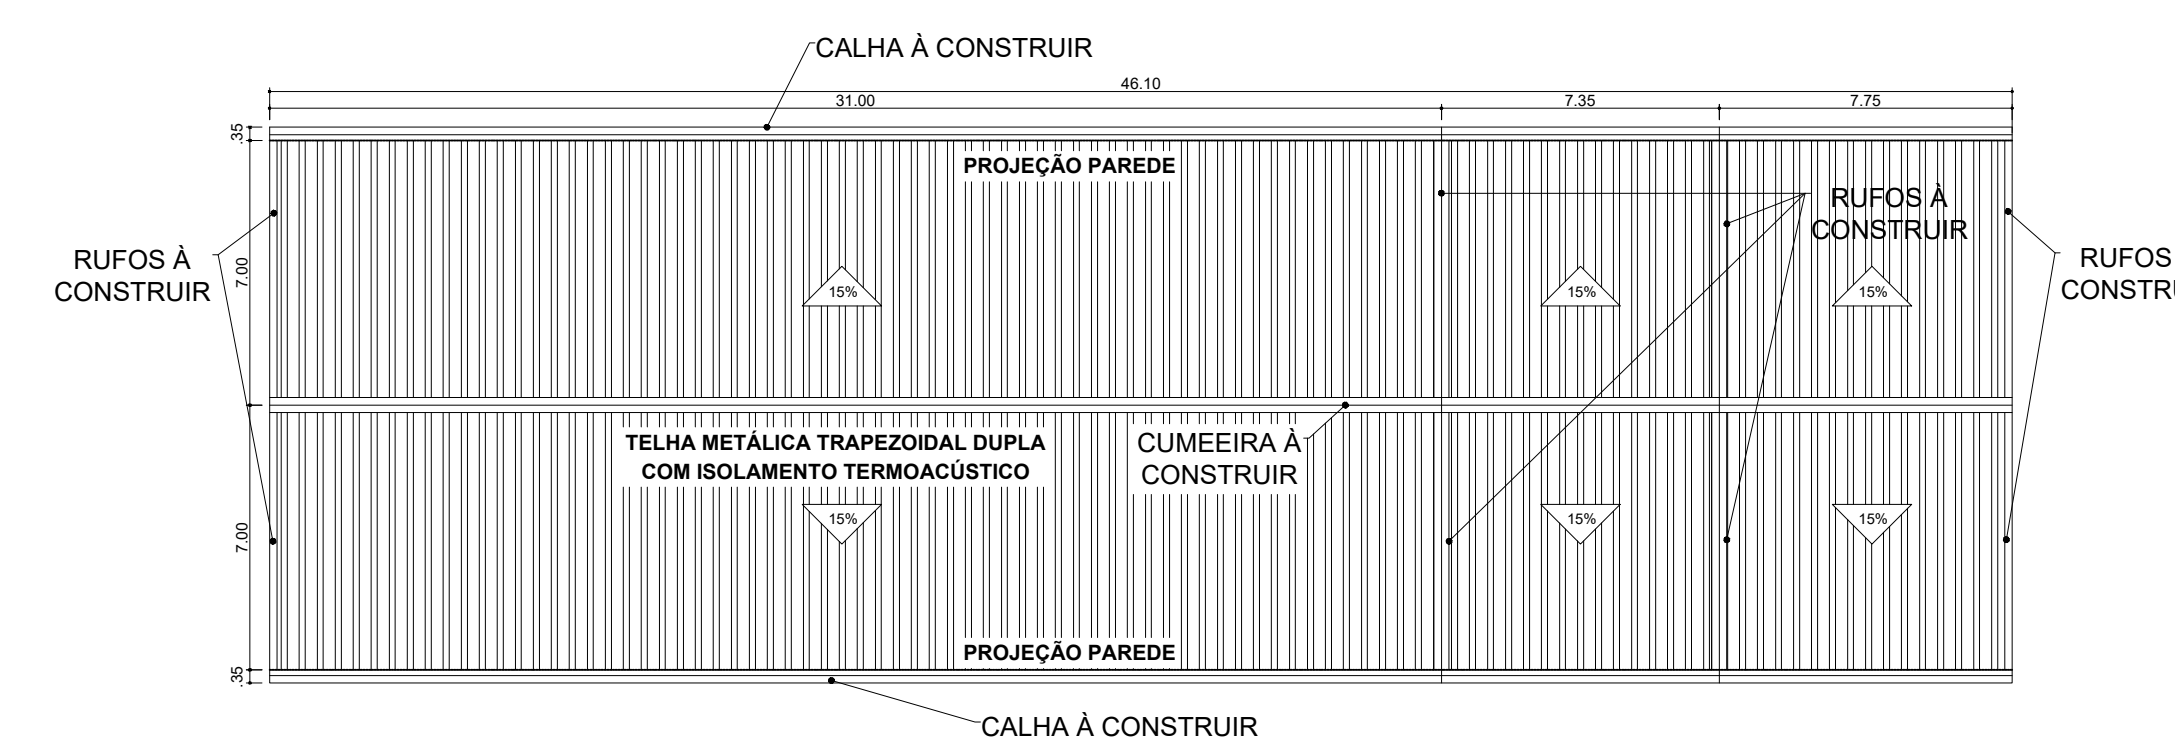 CALHA À CONSTRUIR
46.10
31.00
7.35
7.75
.35
PROJEÇÃO PAREDE
RUFOS À
CONSTRUIR
RUFOS À
CONSTRUIR
RUFOS
CONSTRU
7.00
15%
15%
15%
TELHA METÁLICA TRAPEZOIDAL DUPLA
COM ISOLAMENTO TERMOACÚSTICO
CUMEEIRA À
CONSTRUIR
7.00
15%
15%
15%
PROJEÇÃO PAREDE
.35
CALHA À CONSTRUIR